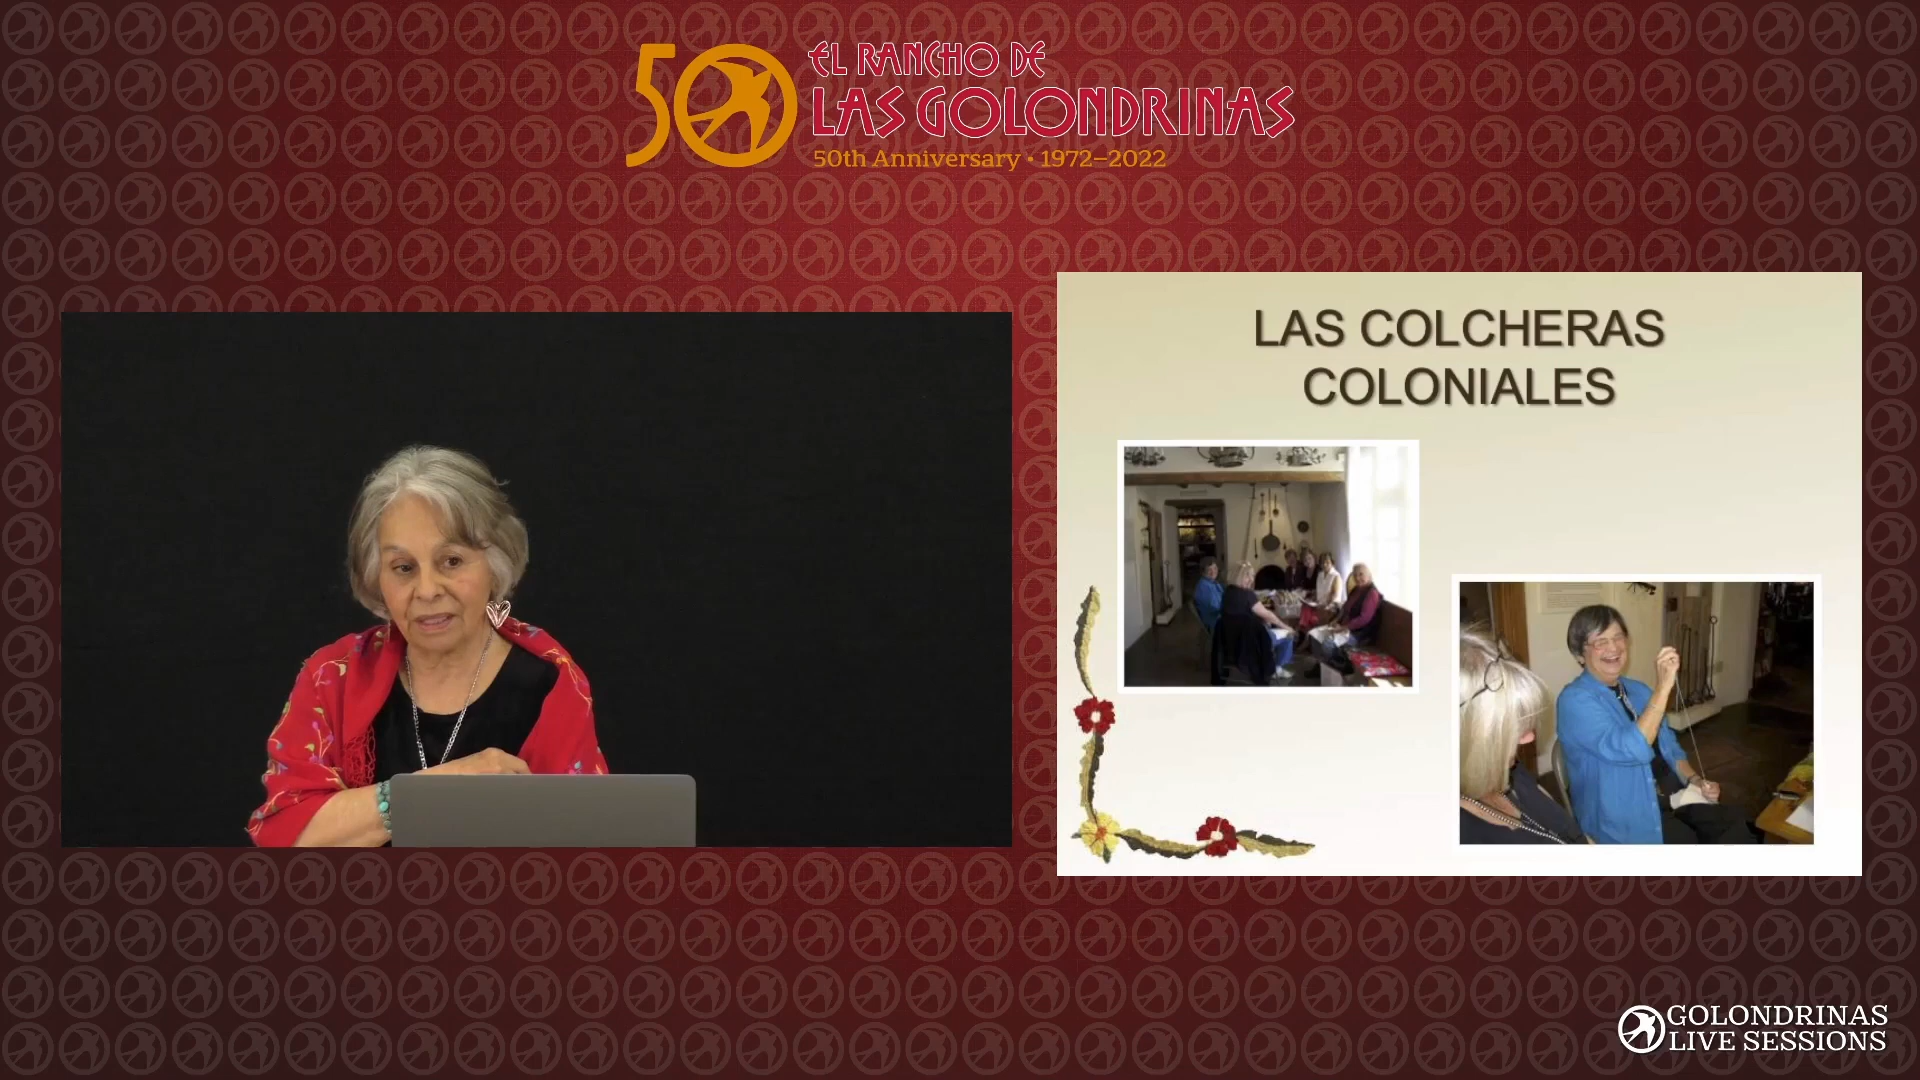 50
EL RANCHO DE
LAS GOLONDRINAS
50th Anniversary • 1972–2022
LAS COLCHERAS
COLONIALES
GOLONDRINAS
LIVE SESSIONS